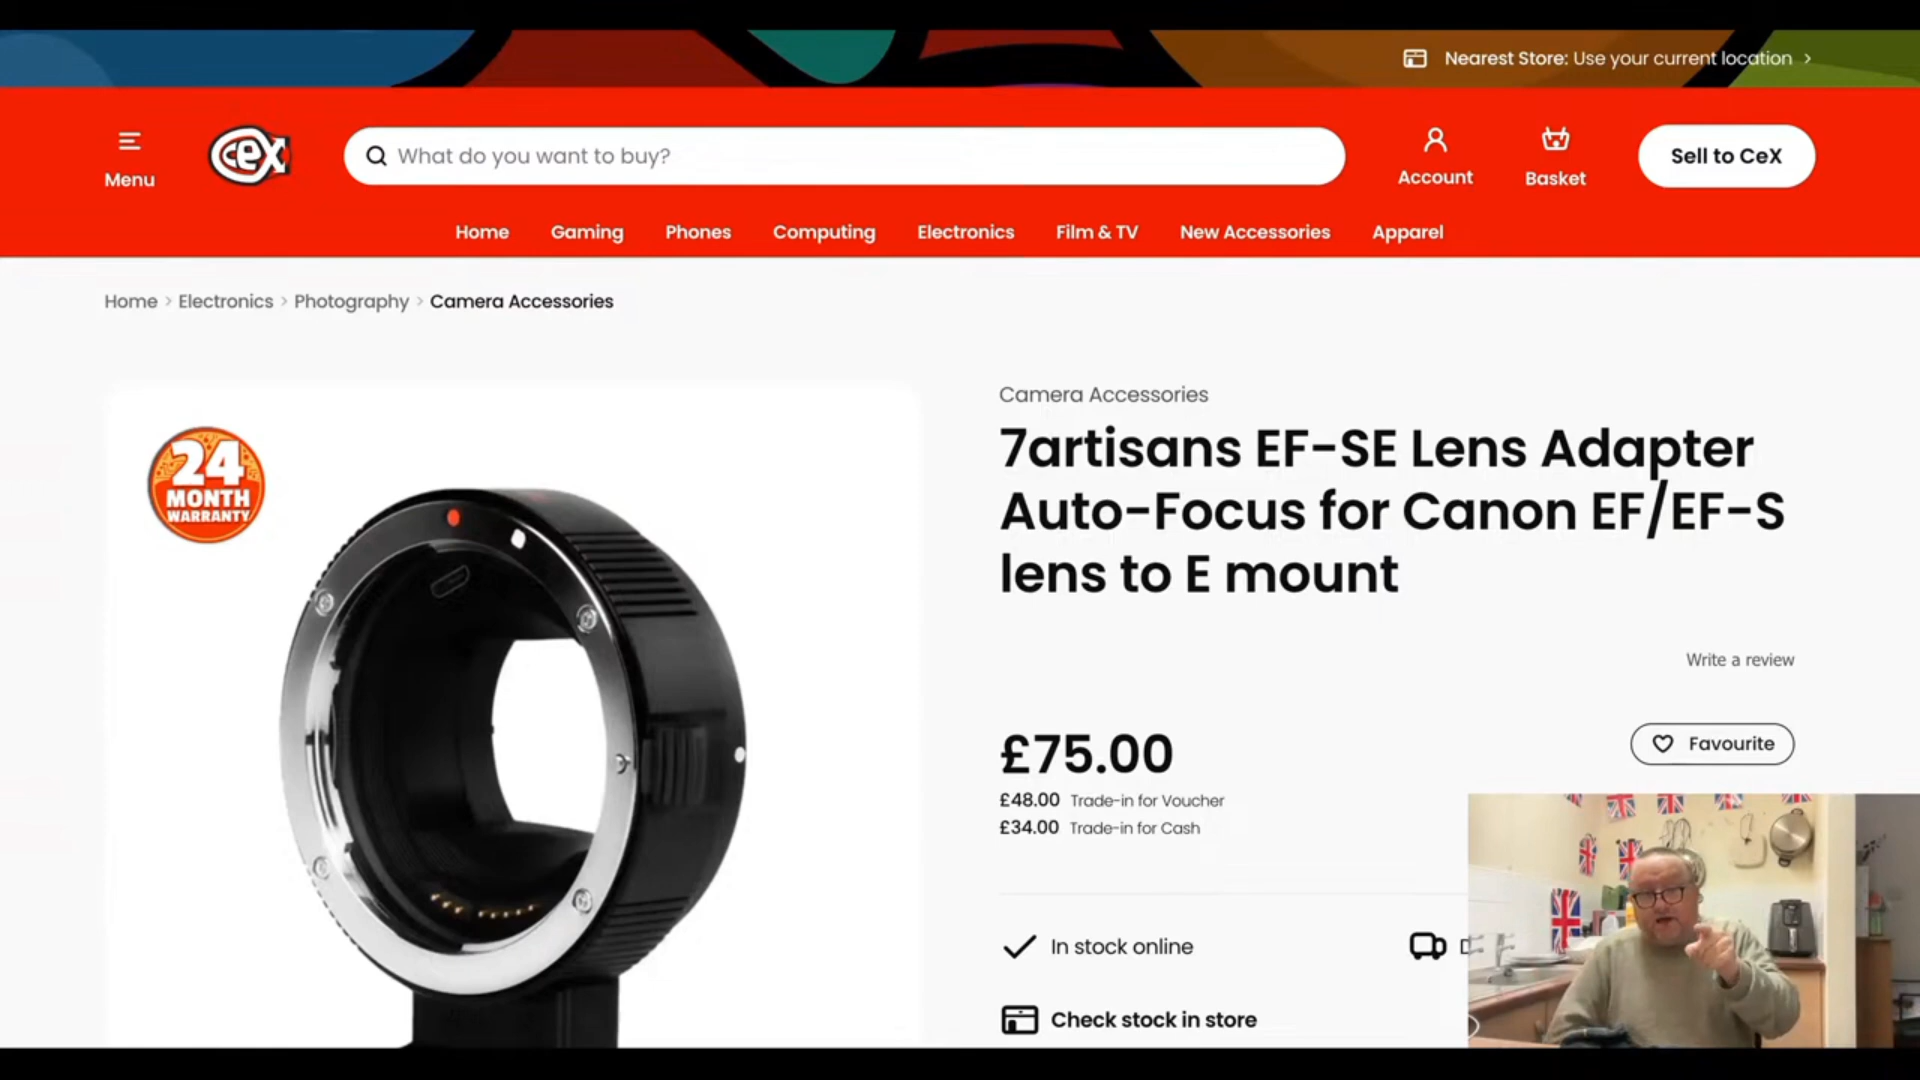 Nearest Store: Use your current location
Menu
CeX
What do you want to buy?
Account
Basket
Sell to CeX
Home Gaming Phones Computing Electronics Film & TV New Accessories Apparel
Home > Electronics > Photography > Camera Accessories
24
MONTH
WARRANTY
Camera Accessories
7artisans EF-SE Lens Adapter
Auto-Focus for Canon EF/EF-S
lens to E mount
Write a review
£75.00
Favourite
£48.00 Trade-in for Voucher
£34.00 Trade-in for Cash
In stock online
Check stock in store